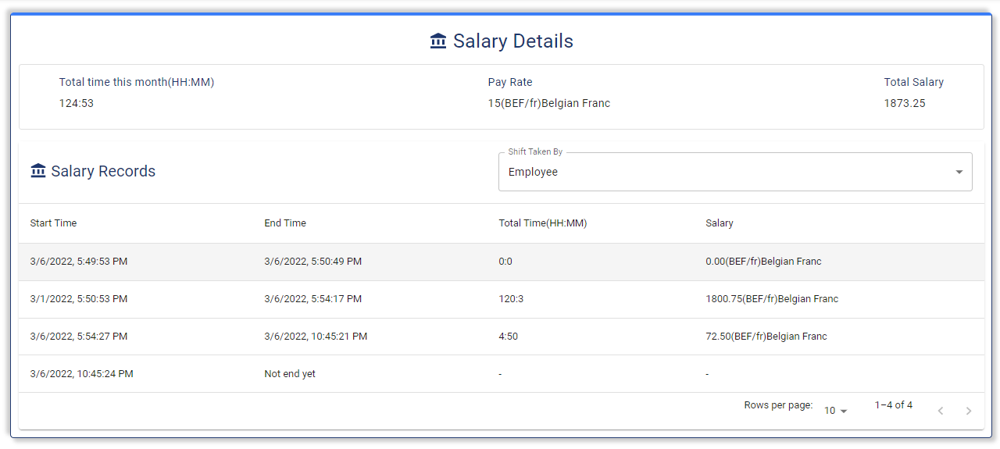 Salary Details
Total time this month(HH:MM) Pay Rate Total Salary
124:53 15(BEF/fr)Belgian Franc 1873.25
Shift Taken By
Salary Records Employee
Start Time End Time Total Time(HH:MM) Salary
3/6/2022, 5:49:53 PM 3/6/2022, 5:50:49 PM 0:0 0.00(BEF/fr)Belgian Franc
3/1/2022, 5:50:53 PM 3/6/2022, 5:54:17 PM 120:3 1800.75(BEF/fr)Belgian Franc
3/6/2022, 5:54:27 PM 3/6/2022, 10:45:21 PM 4:50 72.50(BEF/fr)Belgian Franc
3/6/2022, 10:45:24 PM Not end yet - -
Rows per page: 10 1–4 of 4